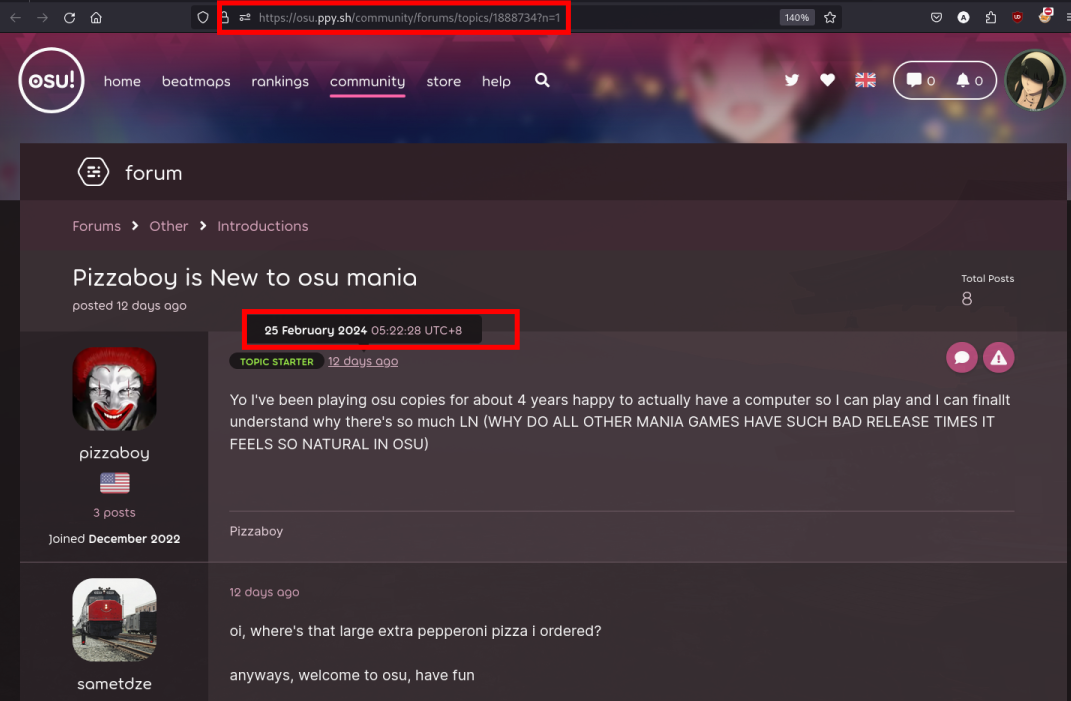 https://osu.ppy.sh/community/forums/topics/1888734?n=1
140%
osu!
home beatmaps rankings community store help
0 0
forum
Forums > Other > Introductions
Pizzaboy is New to osu mania
posted 12 days ago
Total Posts
8
25 February 2024 05:22:28 UTC+8
TOPIC STARTER 12 days ago
Yo I've been playing osu copies for about 4 years happy to actually have a computer so I can play and I can finallt
understand why there's so much LN (WHY DO ALL OTHER MANIA GAMES HAVE SUCH BAD RELEASE TIMES IT
FEELS SO NATURAL IN OSU)
pizzaboy
3 posts
Joined December 2022
Pizzaboy
12 days ago
oi, where's that large extra pepperoni pizza i ordered?
anyways, welcome to osu, have fun
sametdze